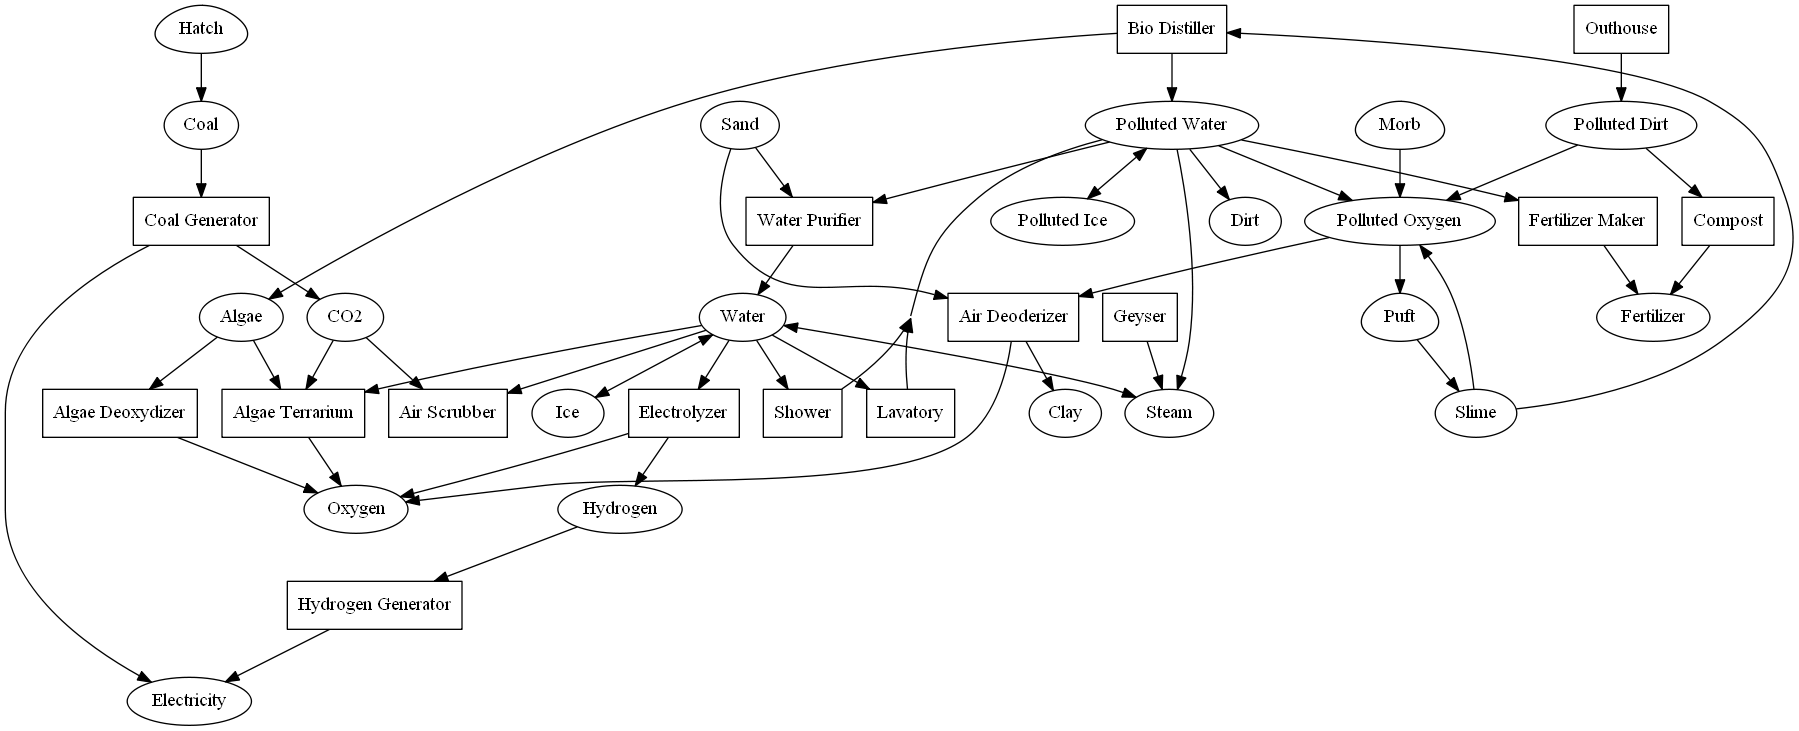 Hatch
Bio Distiller
Outhouse
Coal
Sand
Polluted Water
Morb
Polluted Dirt
Coal Generator
Water Purifier
Polluted Ice
Dirt
Polluted Oxygen
Fertilizer Maker
Compost
Algae
CO2
Water
Air Deoderizer
Geyser
Puft
Fertilizer
Algae Deoxydizer
Algae Terrarium
Air Scrubber
Ice
Electrolyzer
Shower
Lavatory
Clay
Steam
Slime
Oxygen
Hydrogen
Hydrogen Generator
Electricity